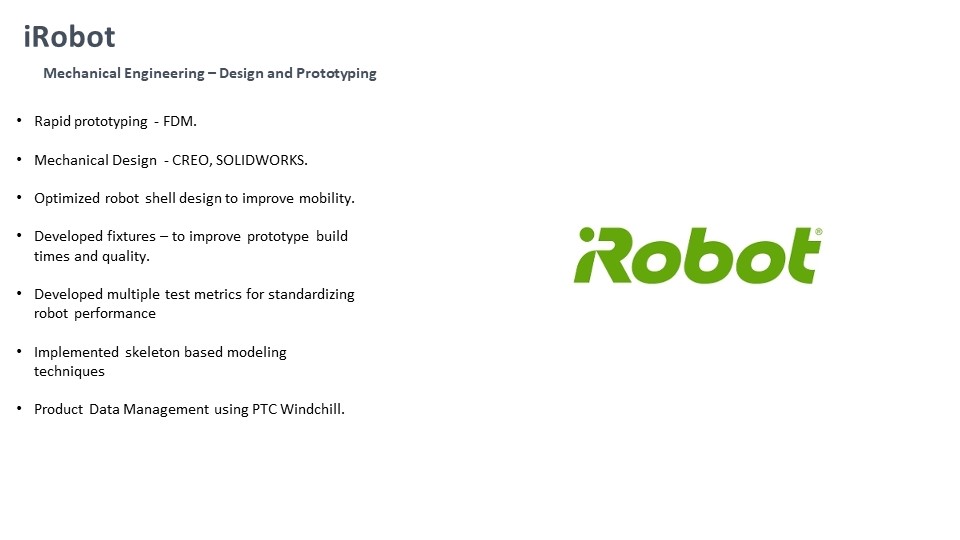 iRobot
Mechanical Engineering – Design and Prototyping
• Rapid prototyping - FDM.
• Mechanical Design - CREO, SOLIDWORKS.
• Optimized robot shell design to improve mobility.
• Developed fixtures – to improve prototype build
times and quality.
• Developed multiple test metrics for standardizing
robot performance
• Implemented skeleton based modeling
techniques
• Product Data Management using PTC Windchill.
iRobot®